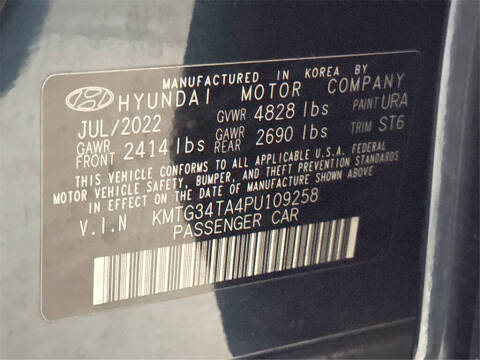 MANUFACTURED IN KOREA BY
HYUNDAI MOTOR COMPANY
JUL/2022 GVWR 4828 lbs PAINT URA
GAWR FRONT 2414 lbs GAWR REAR 2690 lbs TRIM ST6
THIS VEHICLE CONFORMS TO ALL APPLICABLE U.S.A. FEDERAL
MOTOR VEHICLE SAFETY, BUMPER, AND THEFT PREVENTION STANDARDS
IN EFFECT ON THE DATE OF MANUFACTURE SHOWN ABOVE.
V.I.N KMTG34TA4PU109258
PASSENGER CAR